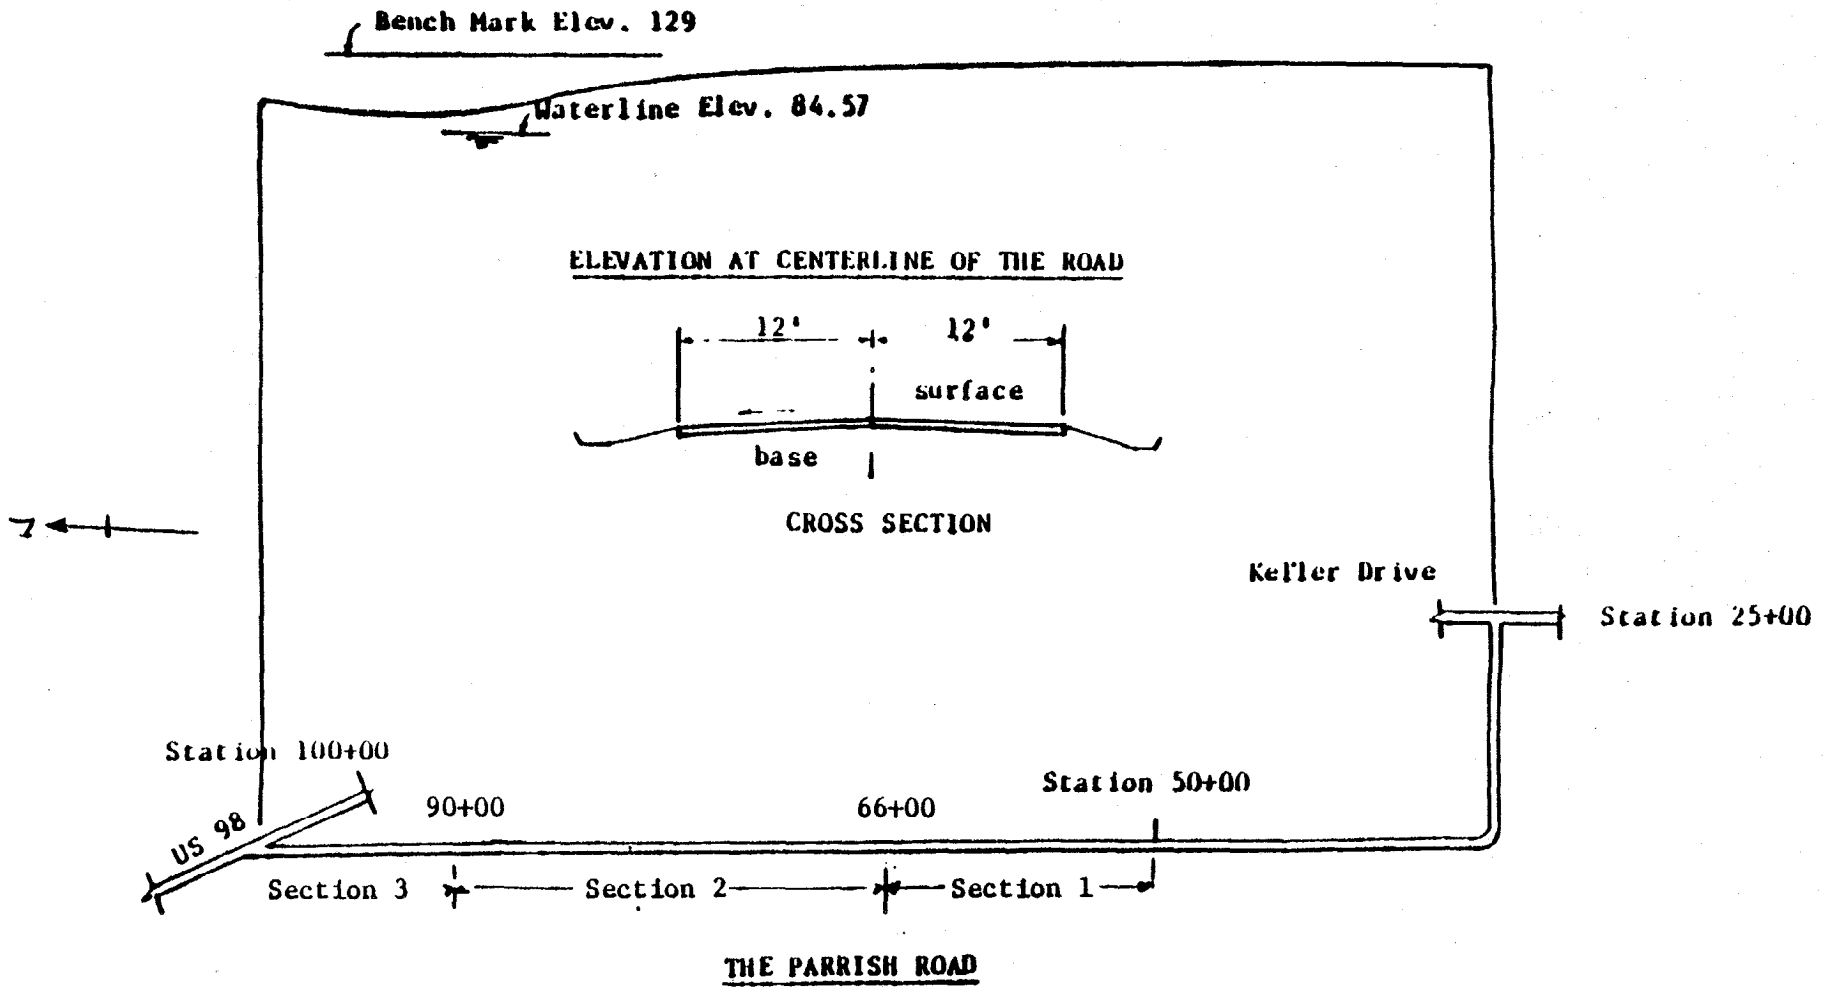 Bench Mark Elev. 129
Waterline Elev. 84.57
ELEVATION AT CENTERLINE OF THE ROAD
12' 12'
surface
base
CROSS SECTION
Keller Drive
Station 25+00
Station 100+00
Station 50+00
90+00 66+00
US 98
Section 3 Section 2 Section 1
THE PARRISH ROAD